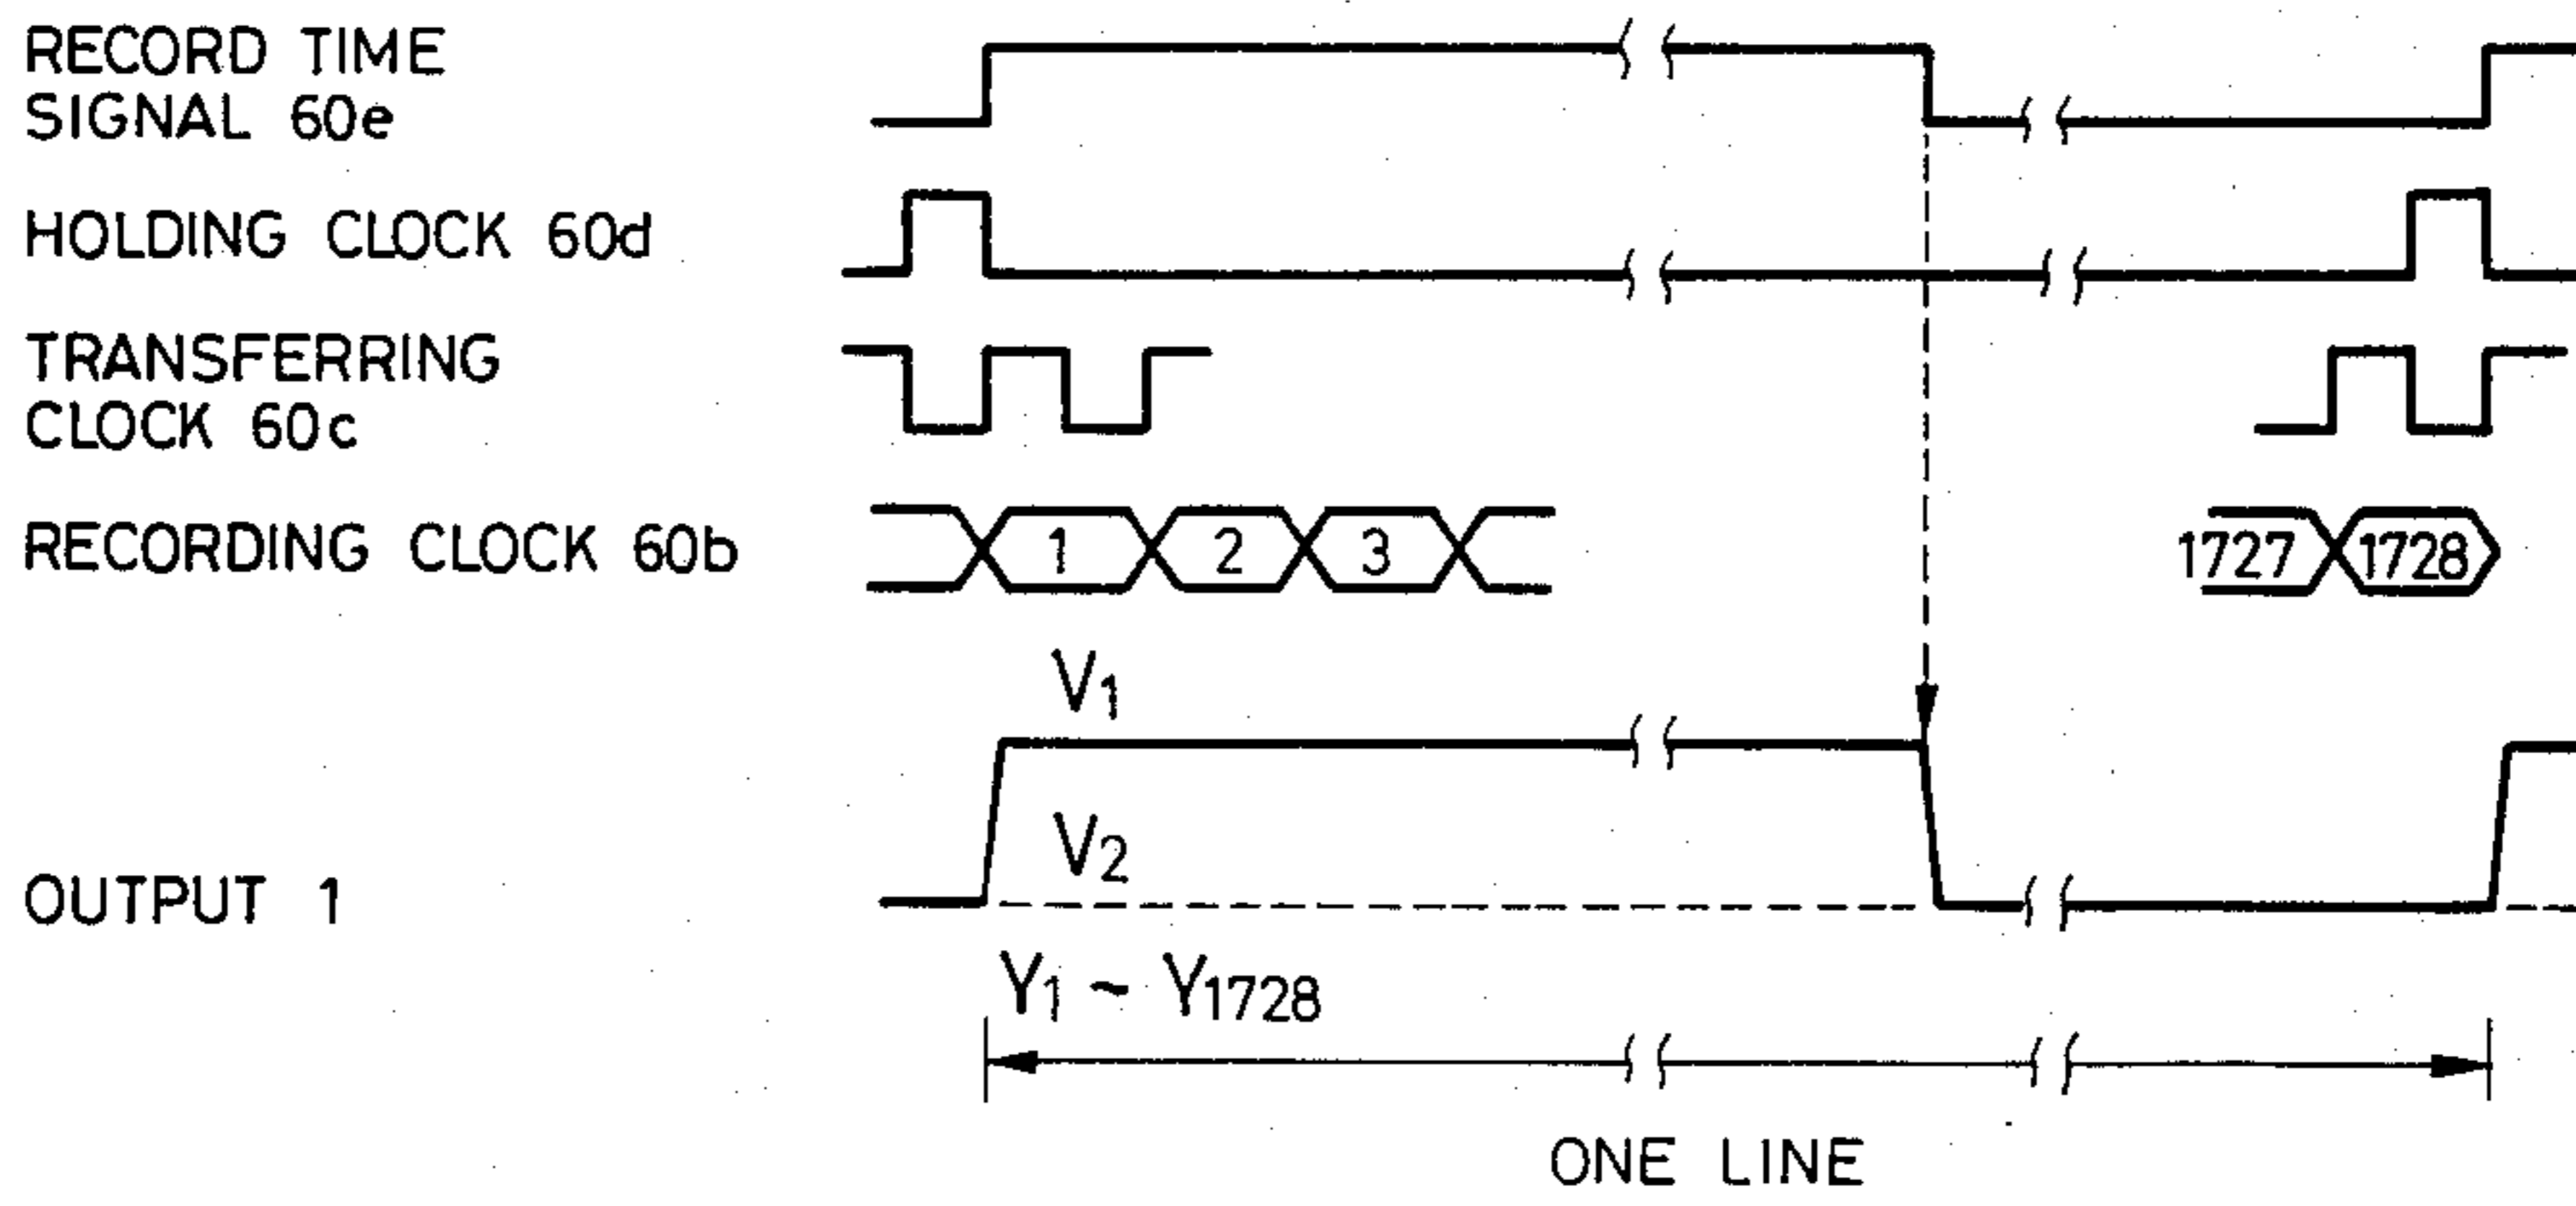 RECORD TIME
SIGNAL 60e
HOLDING CLOCK 60d
TRANSFERRING
CLOCK 60c
RECORDING CLOCK 60b
1 2 3 1727 1728
V1
V2
OUTPUT 1
Y1 ~ Y1728
ONE LINE